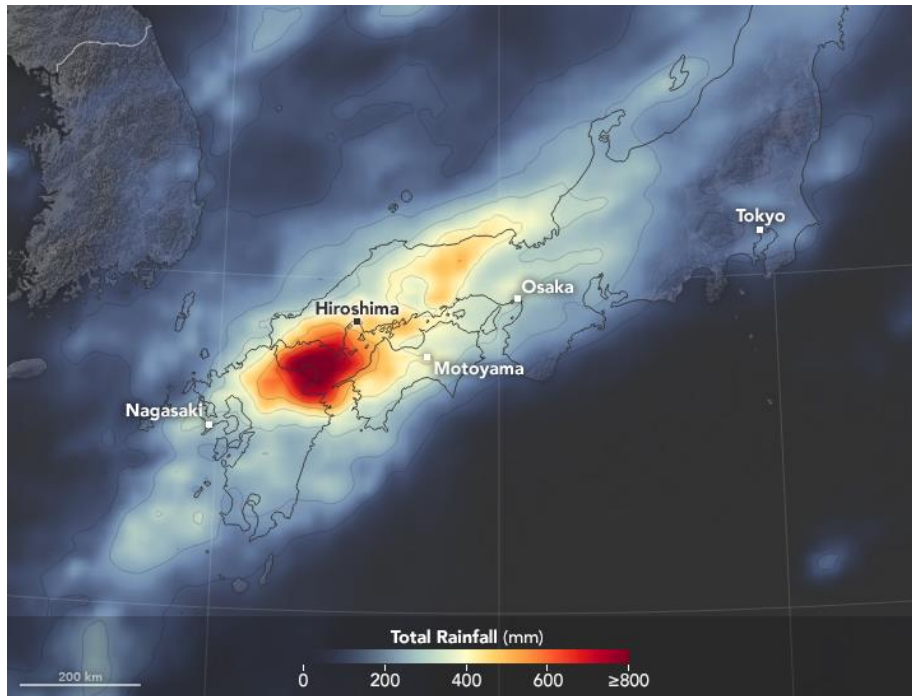 Tokyo
Osaka
Hiroshima
Motoyama
Nagasaki
Total Rainfall (mm)
200 km
0 200 400 600 ≥800